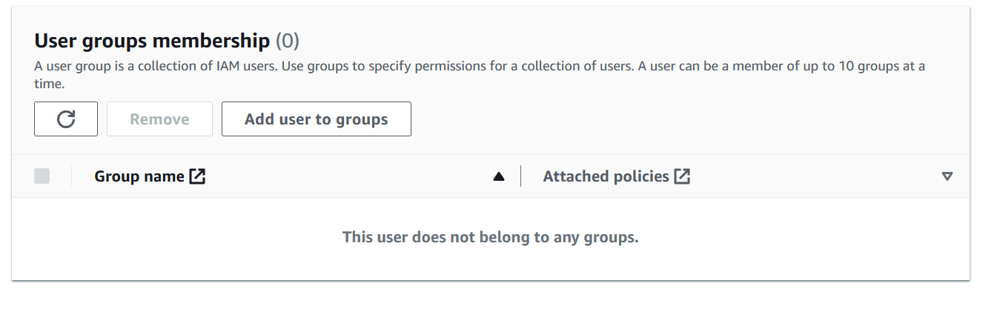 User groups membership (0)
A user group is a collection of IAM users. Use groups to specify permissions for a collection of users. A user can be a member of up to 10 groups at a
time.
Remove Add user to groups
Group name Attached policies
This user does not belong to any groups.